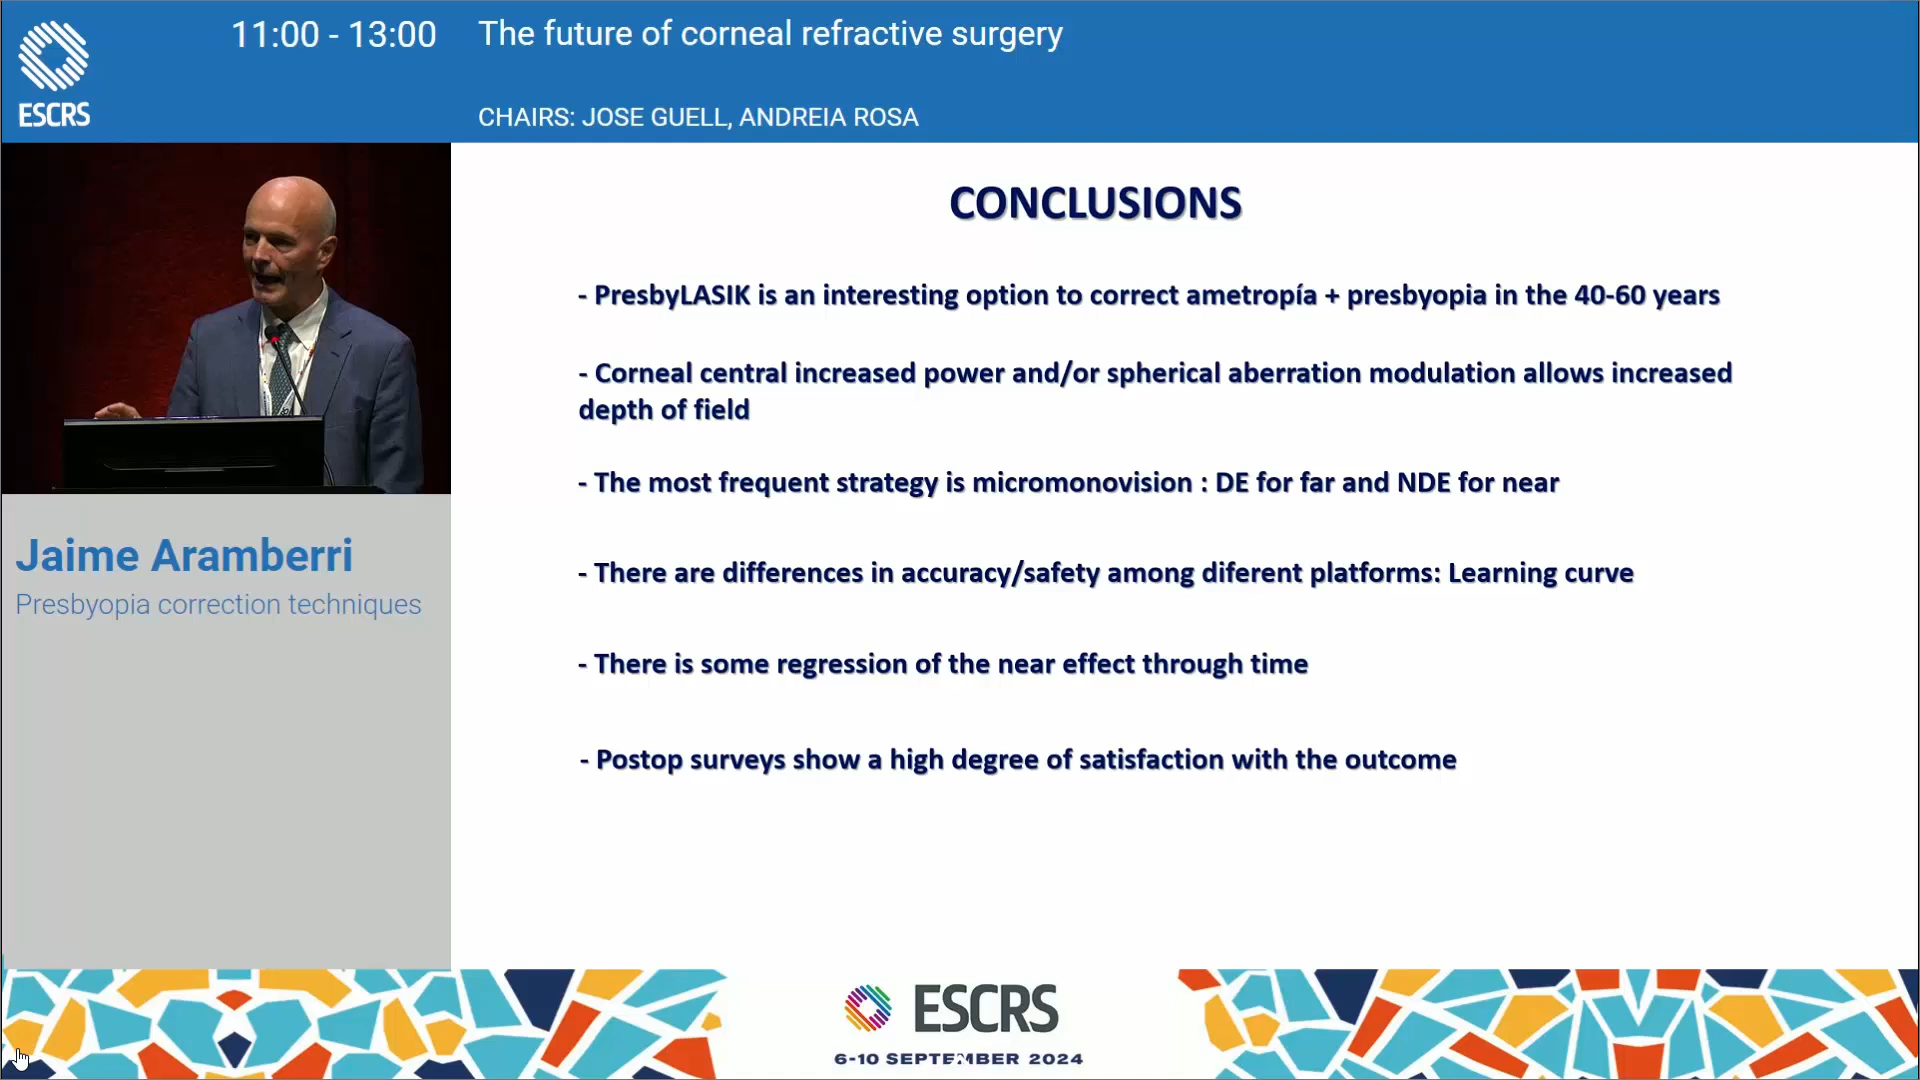 11:00 - 13:00
The future of corneal refractive surgery
ESCRS
CHAIRS: JOSE GUELL, ANDREIA ROSA
CONCLUSIONS
- PresbyLASIK is an interesting option to correct ametropía + presbyopia in the 40-60 years
- Corneal central increased power and/or spherical aberration modulation allows increased
depth of field
- The most frequent strategy is micromonovision : DE for far and NDE for near
- There are differences in accuracy/safety among diferent platforms: Learning curve
- There is some regression of the near effect through time
- Postop surveys show a high degree of satisfaction with the outcome
Jaime Aramberri
Presbyopia correction techniques
ESCRS
6-10 SEPTEMBER 2024